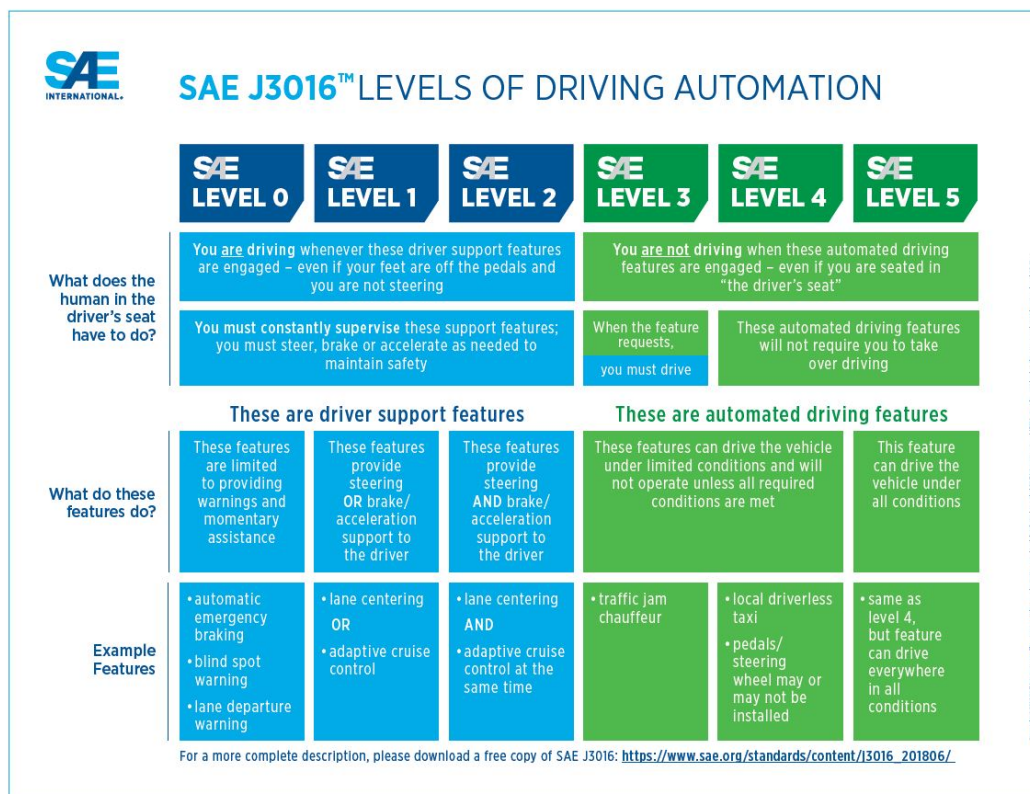 SAE
INTERNATIONAL®
SAE J3016™ LEVELS OF DRIVING AUTOMATION
SAE
LEVEL 0
SAE
LEVEL 1
SAE
LEVEL 2
SAE
LEVEL 3
SAE
LEVEL 4
SAE
LEVEL 5
What does the
human in the
driver's seat
have to do?
You are driving whenever these driver support features
are engaged – even if your feet are off the pedals and
you are not steering
You are not driving when these automated driving
features are engaged – even if you are seated in
“the driver's seat”
You must constantly supervise these support features;
you must steer, brake or accelerate as needed to
maintain safety
When the feature
requests,
you must drive
These automated driving features
will not require you to take
over driving
These are driver support features
These are automated driving features
What do these
features do?
These features
are limited
to providing
warnings and
momentary
assistance
These features
provide
steering
OR brake/
acceleration
support to
the driver
These features
provide
steering
AND brake/
acceleration
support to
the driver
These features can drive the vehicle
under limited conditions and will
not operate unless all required
conditions are met
This feature
can drive the
vehicle under
all conditions
Example
Features
• automatic
emergency
braking
• blind spot
warning
• lane departure
warning
• lane centering
OR
• adaptive cruise
control
• lane centering
AND
• adaptive cruise
control at the
same time
• traffic jam
chauffeur
• local driverless
taxi
• pedals/
steering
wheel may or
may not be
installed
• same as
level 4,
but feature
can drive
everywhere
in all
conditions
For a more complete description, please download a free copy of SAE J3016: https://www.sae.org/standards/content/j3016_201806/